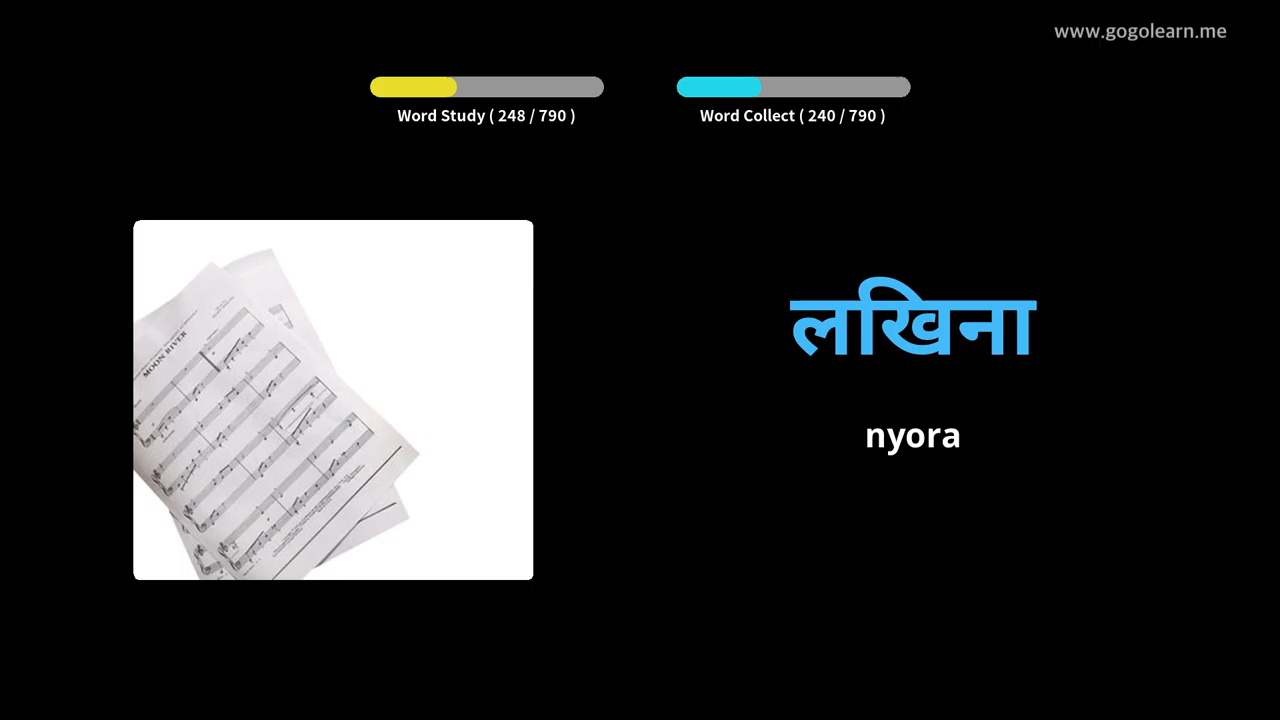 www.gogolearn.me
Word Study ( 248 / 790 )
Word Collect ( 240 / 790 )
MOON RIVER
लखिना
nyora